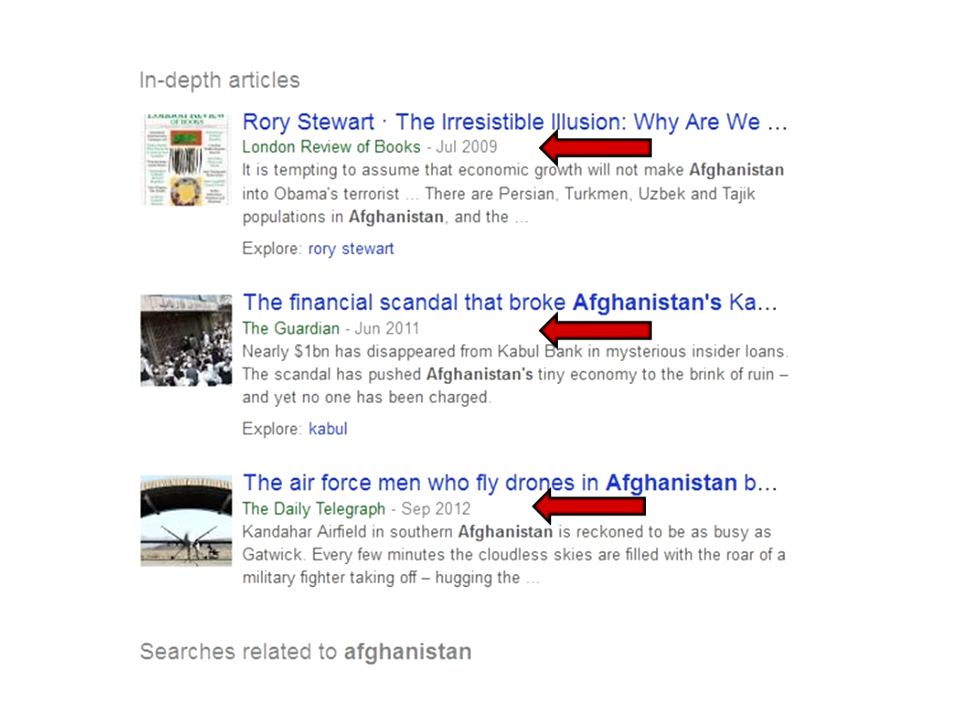 In-depth articles
Rory Stewart · The Irresistible Illusion: Why Are We ...
London Review of Books - Jul 2009
It is tempting to assume that economic growth will not make Afghanistan
into Obama's terrorist ... There are Persian, Turkmen, Uzbek and Tajik
populations in Afghanistan, and the ...
Explore: rory stewart
The financial scandal that broke Afghanistan's Ka...
The Guardian - Jun 2011
Nearly $1bn has disappeared from Kabul Bank in mysterious insider loans.
The scandal has pushed Afghanistan's tiny economy to the brink of ruin –
and yet no one has been charged.
Explore: kabul
The air force men who fly drones in Afghanistan b...
The Daily Telegraph - Sep 2012
Kandahar Airfield in southern Afghanistan is reckoned to be as busy as
Gatwick. Every few minutes the cloudless skies are filled with the roar of a
military fighter taking off – hugging the ...
Searches related to afghanistan